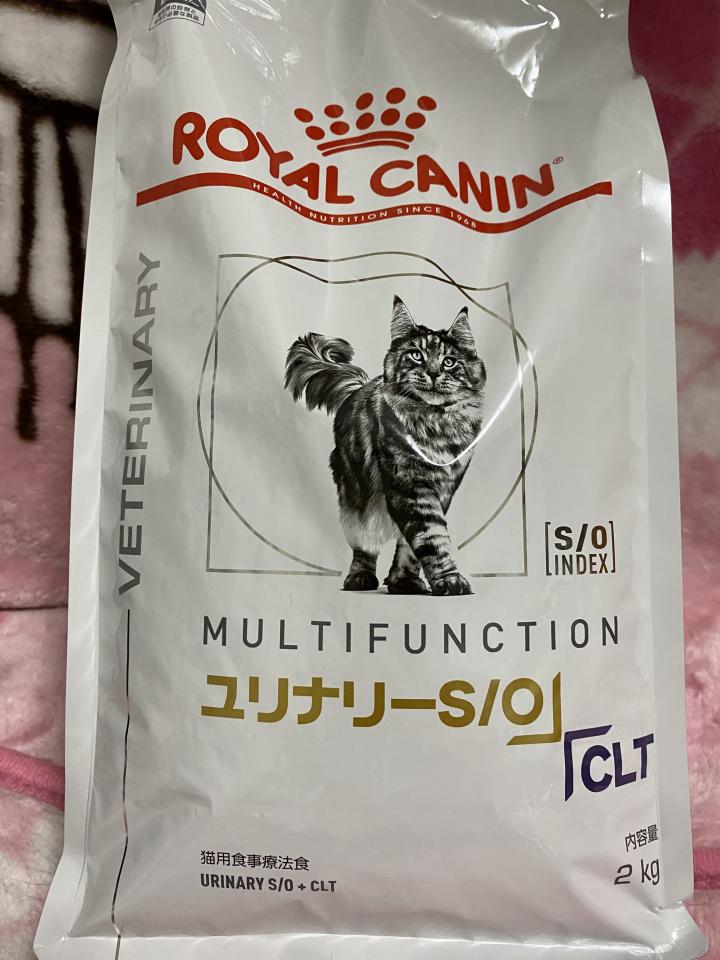 ROYAL CANIN®
HEALTH NUTRITION SINCE 1968
VETERINARY
[S/O
INDEX]
MULTIFUNCTION
ユリナリーS/O
CLT
猫用食事療法食
URINARY S/O + CLT
内容量
2 kg